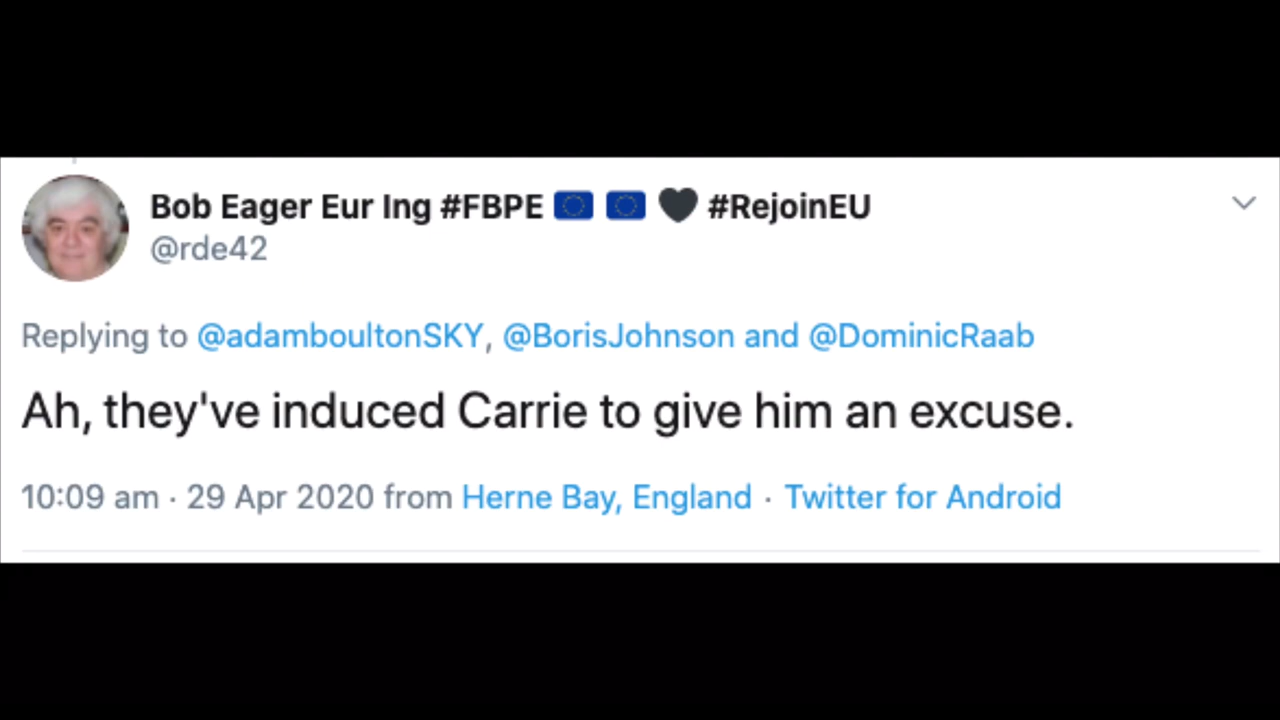 Bob Eager Eur Ing #FBPE 🇪🇺 🇪🇺 🖤 #RejoinEU
@rde42
Replying to @adamboultonSKY, @BorisJohnson and @DominicRaab
Ah, they've induced Carrie to give him an excuse.
10:09 am · 29 Apr 2020 from Herne Bay, England · Twitter for Android